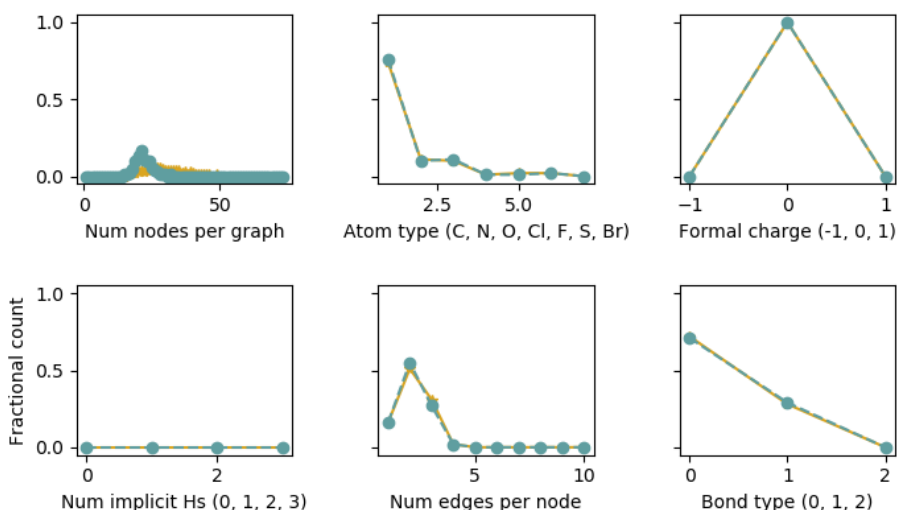 1.0
0.5
0.0
0 50
Num nodes per graph
2.5 5.0
Atom type (C, N, O, Cl, F, S, Br)
−1 0 1
Formal charge (-1, 0, 1)
Fractional count
1.0
0.5
0.0
0 2
Num implicit Hs (0, 1, 2, 3)
5 10
Num edges per node
0 1 2
Bond type (0, 1, 2)